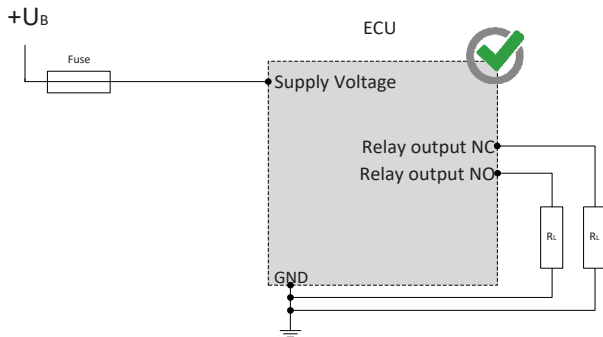 +UB
ECU
Fuse
Supply Voltage
Relay output NC
Relay output NO
RL
RL
GND